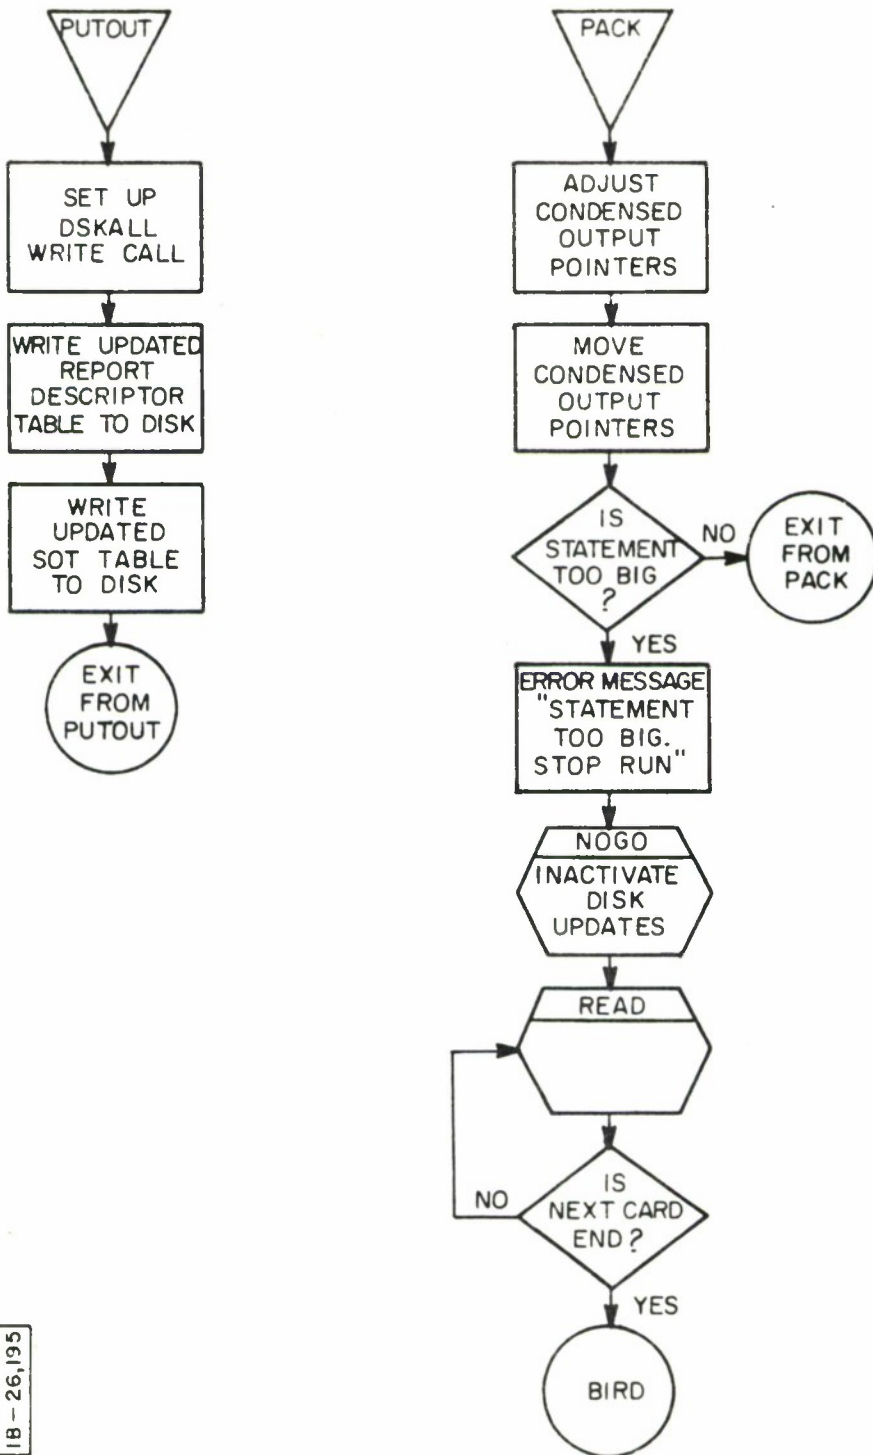 PUTOUT
SET UP
DSKALL
WRITE CALL
WRITE UPDATED
REPORT
DESCRIPTOR
TABLE TO DISK
WRITE
UPDATED
SOT TABLE
TO DISK
EXIT
FROM
PUTOUT
PACK
ADJUST
CONDENSED
OUTPUT
POINTERS
MOVE
CONDENSED
OUTPUT
POINTERS
IS
STATEMENT
TOO BIG
?
NO
EXIT
FROM
PACK
YES
ERROR MESSAGE
"STATEMENT
TOO BIG.
STOP RUN"
NOGO
INACTIVATE
DISK
UPDATES
READ
IS
NEXT CARD
END?
NO
YES
BIRD
IB-26,195